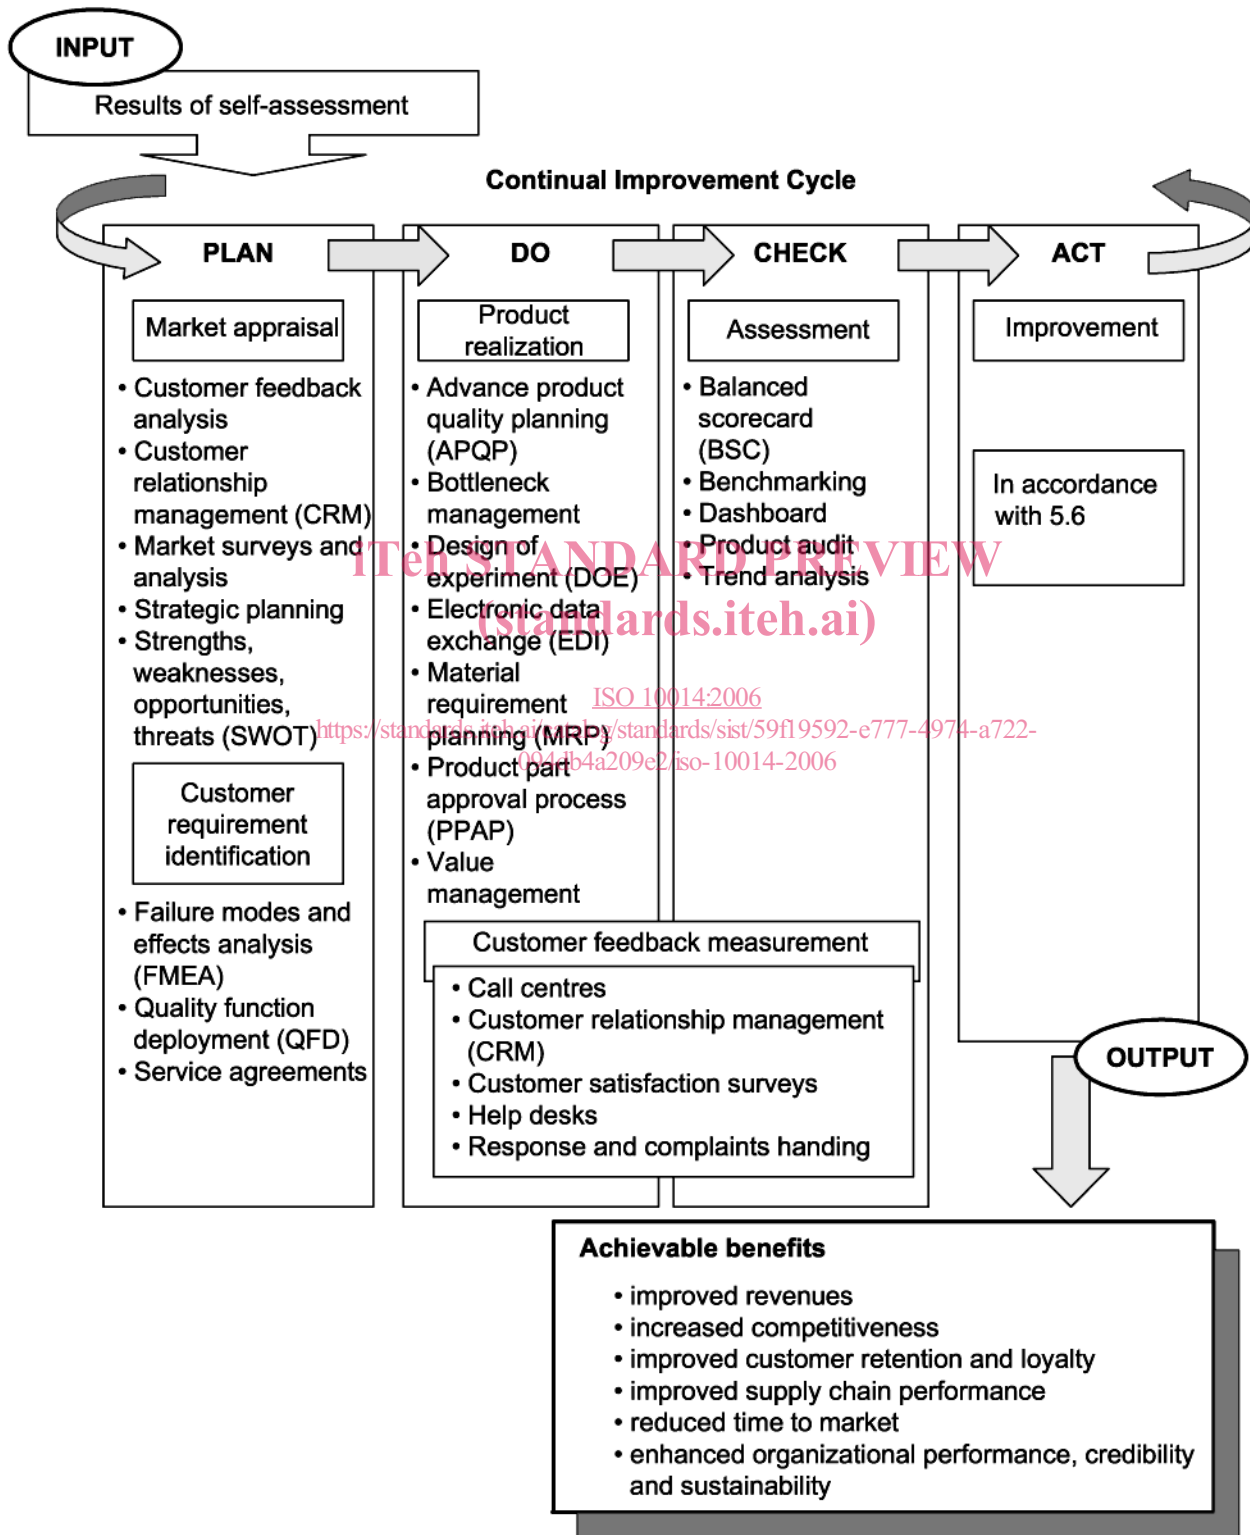 INPUT
Results of self-assessment
Continual Improvement Cycle
PLAN
Market appraisal
• Customer feedback
analysis
• Customer
relationship
management (CRM)
• Market surveys and
analysis
• Strategic planning
• Strengths,
weaknesses,
opportunities,
threats (SWOT)
Customer
requirement
identification
• Failure modes and
effects analysis
(FMEA)
• Quality function
deployment (QFD)
• Service agreements
DO
Product
realization
• Advance product
quality planning
(APQP)
• Bottleneck
management
• Design of
experiment (DOE)
• Electronic data
exchange (EDI)
• Material
requirement
planning (MRP)
• Product part
approval process
(PPAP)
• Value
management
CHECK
Assessment
• Balanced
scorecard
(BSC)
• Benchmarking
• Dashboard
• Product audit
• Trend analysis
Customer feedback measurement
• Call centres
• Customer relationship management
(CRM)
• Customer satisfaction surveys
• Help desks
• Response and complaints handing
ACT
Improvement
In accordance
with 5.6
iTeh STANDARD PREVIEW
(standards.iteh.ai)
ISO 10014:2006
https://standards.iteh.ai/catalog/standards/sist/59f19592-e777-4974-a722-
094db4a209e2/iso-10014-2006
OUTPUT
Achievable benefits
• improved revenues
• increased competitiveness
• improved customer retention and loyalty
• improved supply chain performance
• reduced time to market
• enhanced organizational performance, credibility
and sustainability